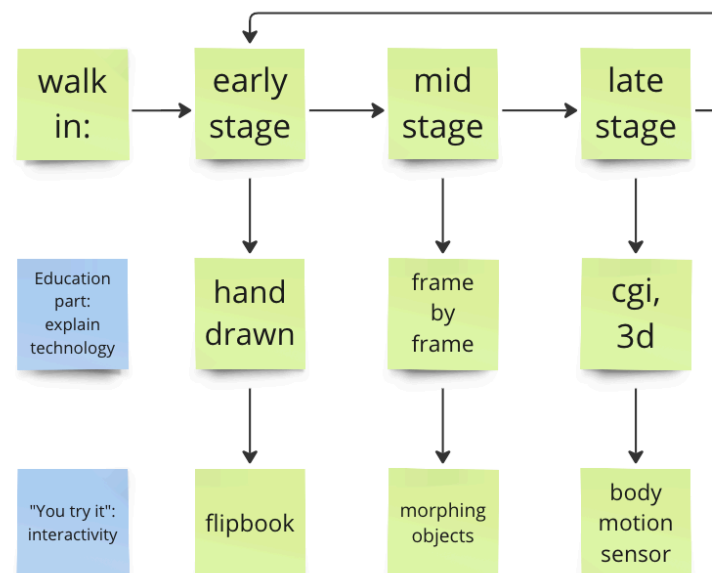 walk
in:
early
stage
mid
stage
late
stage
Education
part:
explain
technology
hand
drawn
frame
by
frame
cgi,
3d
"You try it":
interactivity
flipbook
morphing
objects
body
motion
sensor